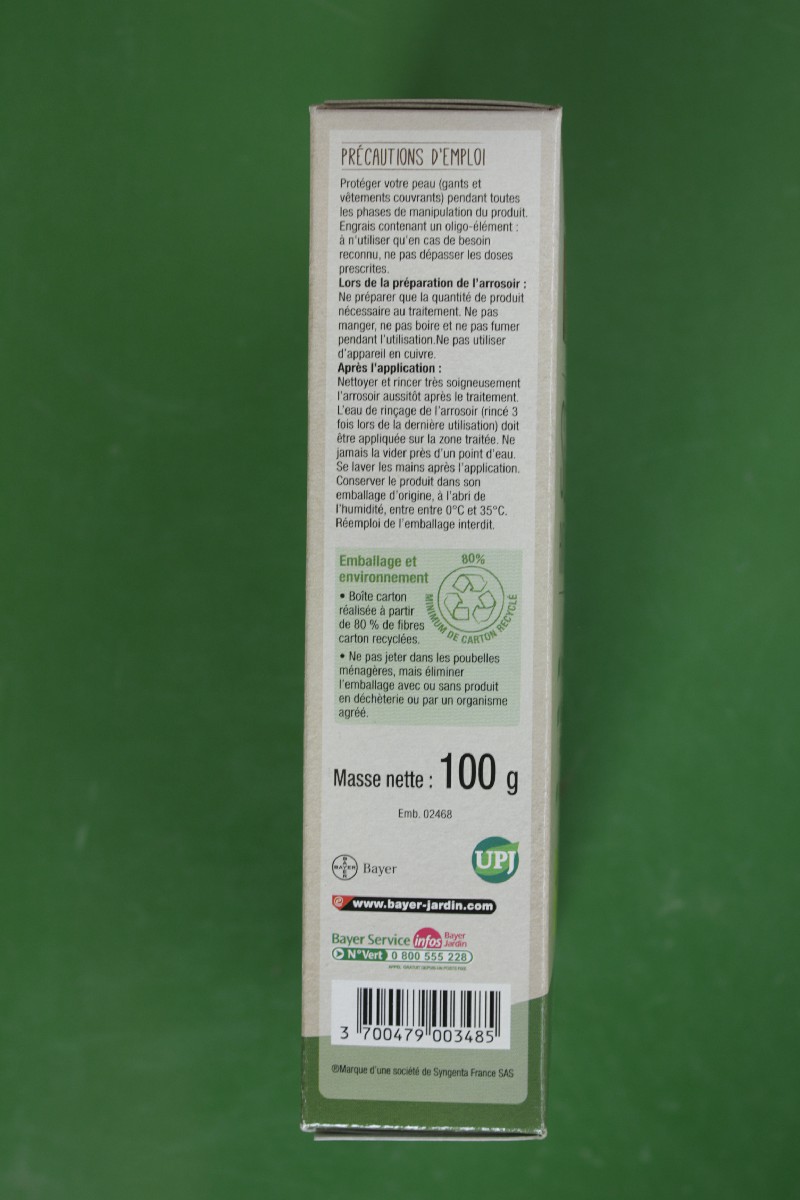 PRÉCAUTIONS D'EMPLOI
Protéger votre peau (gants et
vêtements couvrants) pendant toutes
les phases de manipulation du produit.
Engrais contenant un oligo-élément :
à n'utiliser qu'en cas de besoin
reconnu, ne pas dépasser les doses
prescrites.
Lors de la préparation de l'arrosoir :
Ne préparer que la quantité de produit
nécessaire au traitement. Ne pas
manger, ne pas boire et ne pas fumer
pendant l'utilisation.Ne pas utiliser
d'appareil en cuivre.
Après l'application :
Nettoyer et rincer très soigneusement
l'arrosoir aussitôt après le traitement.
L'eau de rinçage de l'arrosoir (rincé 3
fois lors de la dernière utilisation) doit
être appliquée sur la zone traitée. Ne
jamais la vider près d'un point d'eau.
Se laver les mains après l'application.
Conserver le produit dans son
emballage d'origine, à l'abri de
l'humidité, entre entre 0°C et 35°C.
Réemploi de l'emballage interdit.
Emballage et
environnement
• Boîte carton
réalisée à partir
de 80 % de fibres
carton recyclées.
80%
MINIMUM DE CARTON RECYCLÉ
• Ne pas jeter dans les poubelles
ménagères, mais éliminer
l'emballage avec ou sans produit
en déchèterie ou par un organisme
agréé.
Masse nette : 100 g
Emb. 02468
BAYER
BAYER
Bayer
UPJ
@ www.bayer-jardin.com
Bayer Service infos Bayer
Jardin
N°Vert 0 800 555 228
3 700479 003485
®Marque d'une société de Syngenta France SAS